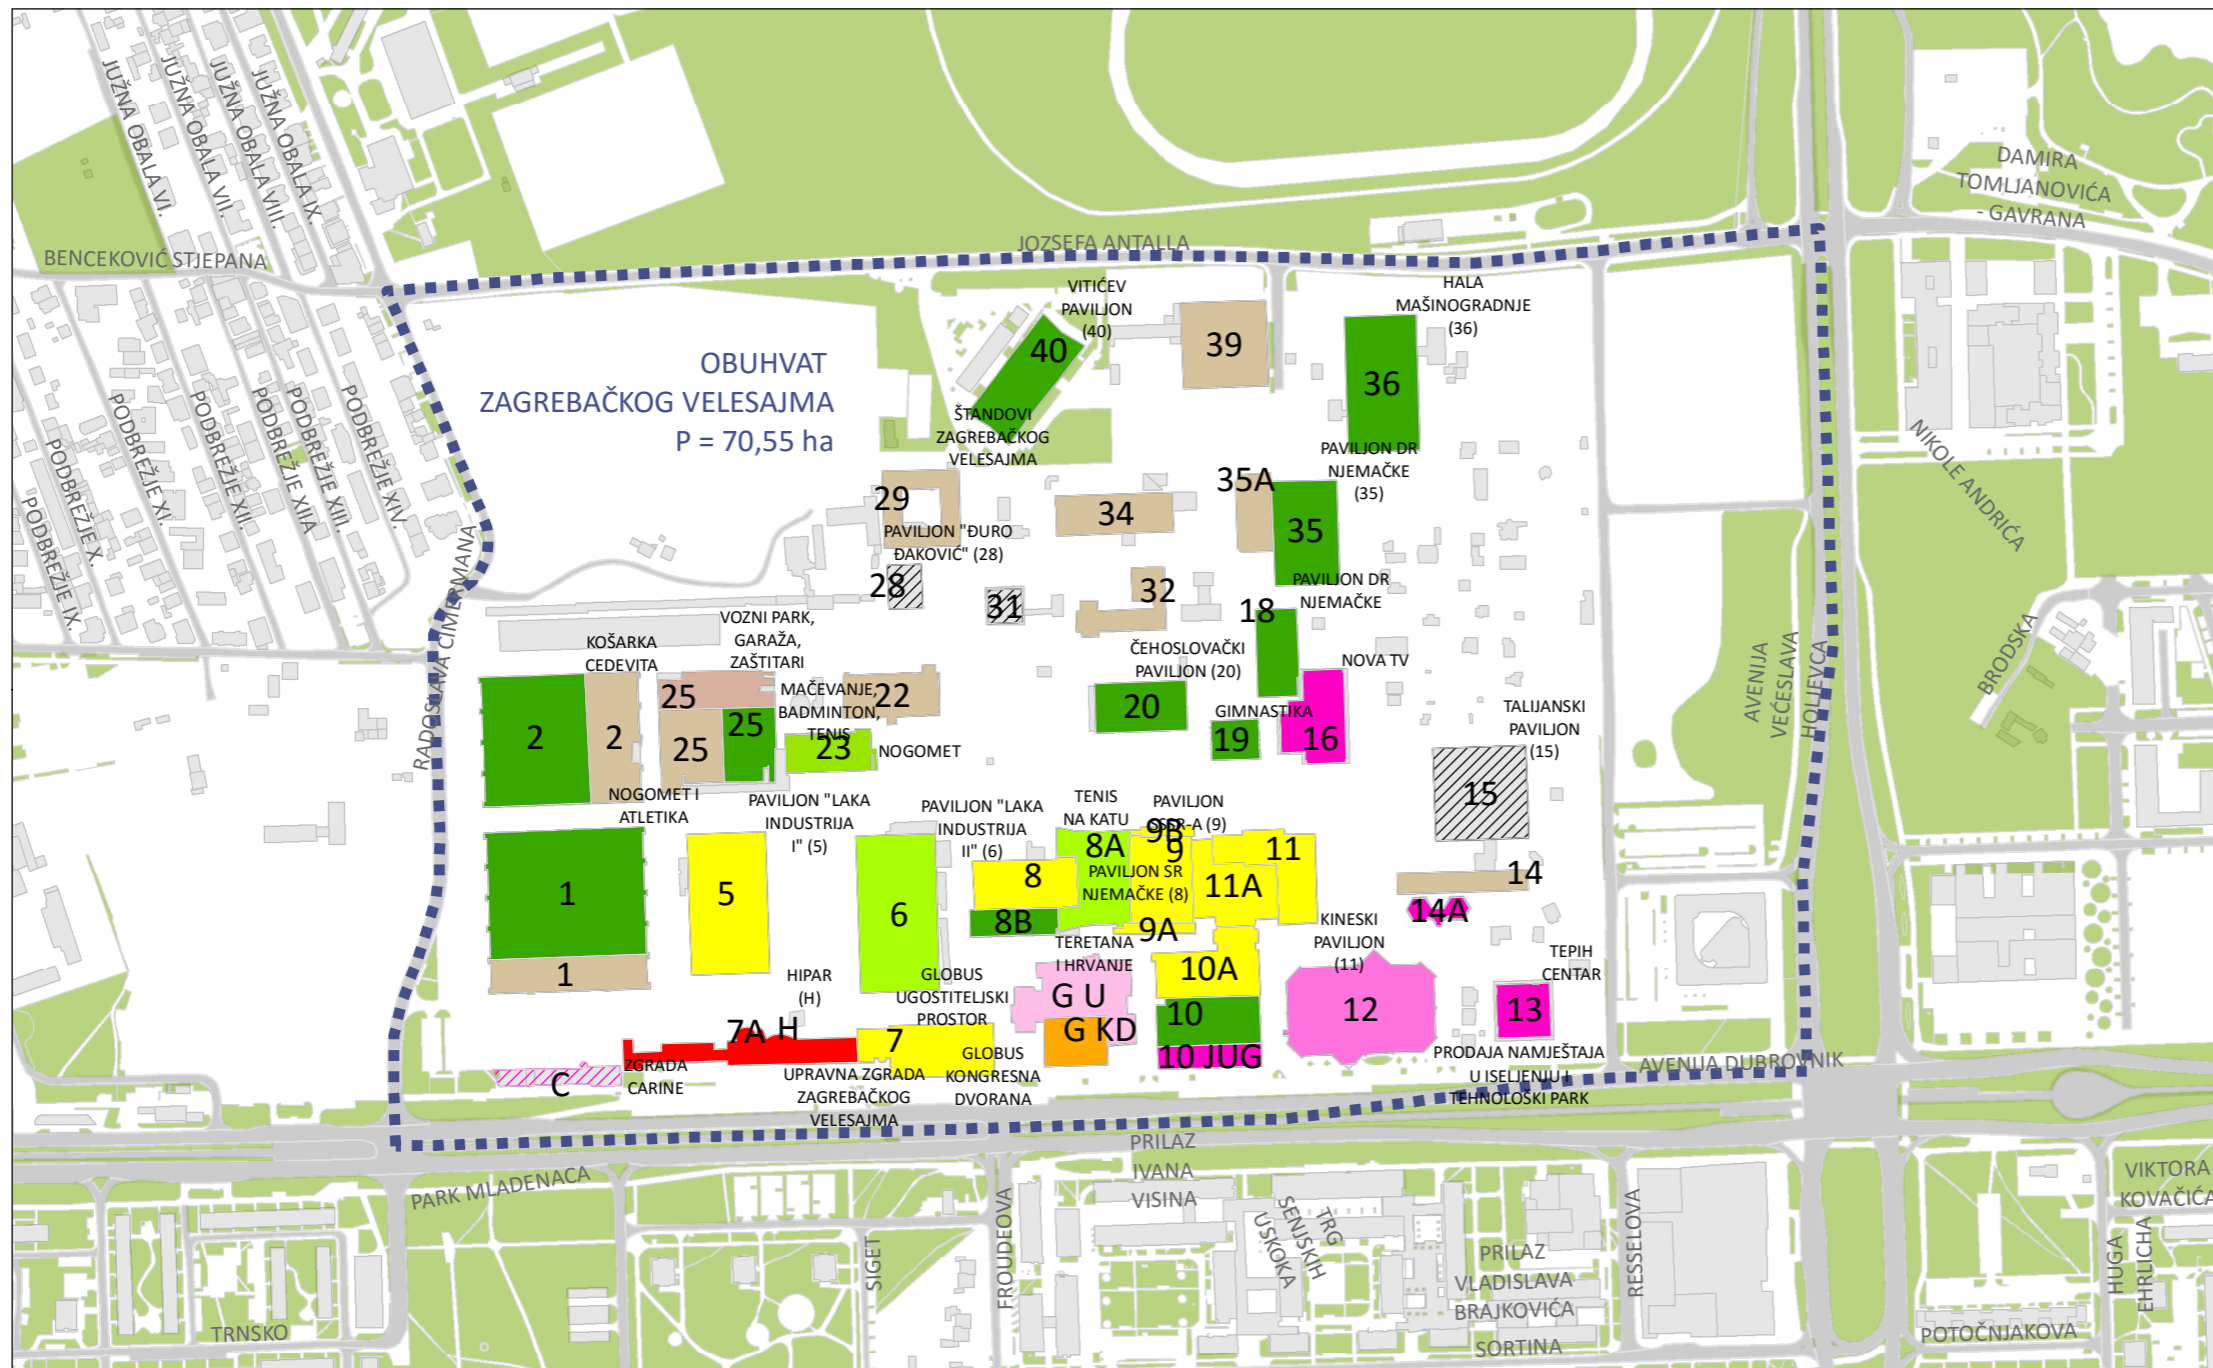 JUŽNA OBALA VI.
JUŽNA OBALA VII.
JUŽNA OBALA VIII.
JUŽNA OBALA IX.
BENCEKOVIĆ STJEPANA
JOZSEFA ANTALLA
DAMIRA
TOMLJANOVIĆA
- GAVRANA
OBUHVAT
ZAGREBAČKOG VELESAJMA
P = 70,55 ha
VITIĆEV
PAVILJON
(40)
40
39
HALA
MAŠINOGRADNJE
(36)
36
ŠTANDOVI
ZAGREBAČKOG
VELESAJMA
PODBREŽJE IX.
PODBREŽJE X.
PODBREŽJE XI.
PODBREŽJE XII.
PODBREŽJE XIIA
PODBREŽJE XIII.
PODBREŽJE XIV.
RADOSLAVA CIMERMANA
NIKOLE ANDRIĆA
BRODSKA
AVENIJA
VEĆESLAVA
HOLJEVCA
29
PAVILJON "ĐURO
ĐAKOVIĆ" (28)
28
31
34
35A
PAVILJON DR
NJEMAČKE
(35)
35
32
PAVILJON DR
NJEMAČKE
18
KOŠARKA
CEDEVITA
VOZNI PARK,
GARAŽA,
ZAŠTITARI
2
2
25
25
25
MAČEVANJE,
BADMINTON,
TENIS
22
23
NOGOMET
ČEHOSLOVAČKI
PAVILJON (20)
20
GIMNASTIKA
19
NOVA TV
16
TALIJANSKI
PAVILJON
(15)
15
NOGOMET I
ATLETIKA
1
1
PAVILJON "LAKA
INDUSTRIJA
I" (5)
5
PAVILJON "LAKA
INDUSTRIJA
II" (6)
6
TENIS
NA KATU
8A
PAVILJON
SSSR-A (9)
9B
9
8
PAVILJON SR
NJEMAČKE (8)
8B
9A
11
11A
14
14A
TERETANA
I HRVANJE
KINESKI
PAVILJON
(11)
12
TEPIH
CENTAR
13
HIPAR
(H)
GLOBUS
UGOSTITELJSKI
PROSTOR
G U
G KD
10A
10
10 JUG
7A
H
7
C
ZGRADA
CARINE
UPRAVNA ZGRADA
ZAGREBAČKOG
VELESAJMA
GLOBUS
KONGRESNA
DVORANA
PRODAJA NAMJEŠTAJA
U ISELJENJU I
TEHNOLOŠKI PARK
AVENIJA DUBROVNIK
PARK MLADENACA
PRILAZ
IVANA
VISINA
TRNSKO
SIGET
FROUDEOVA
TRG
SENJSKIH
USKOKA
PRILAZ
VLADISLAVA
BRAJKOVIĆA
SORTINA
RESSELOVA
VIKTORA
KOVAČIĆA
HUGA
EHRLICHA
POTOČNJAKOVA